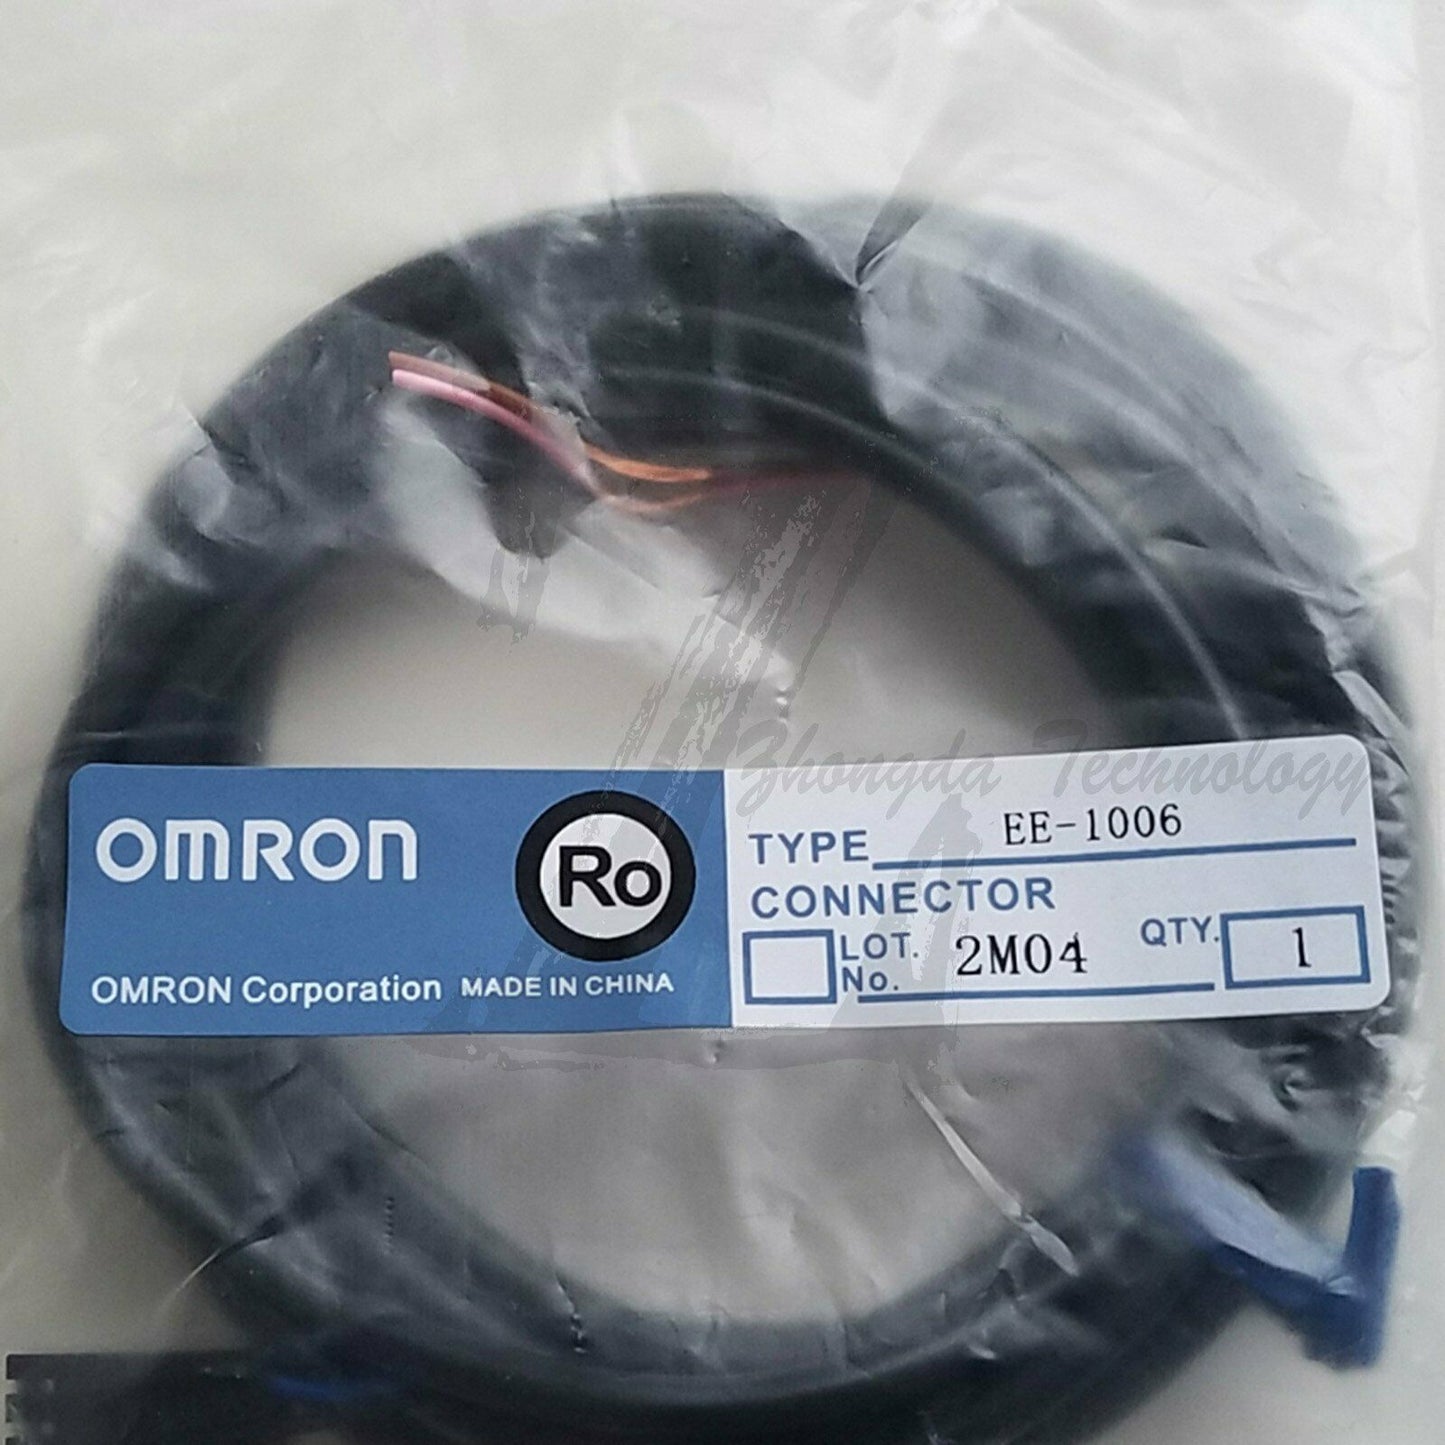 Zhongda Technology
OMRON
Ro
OMRON Corporation MADE IN CHINA
TYPE EE-1006
CONNECTOR
LOT. No. 2M04 QTY. 1